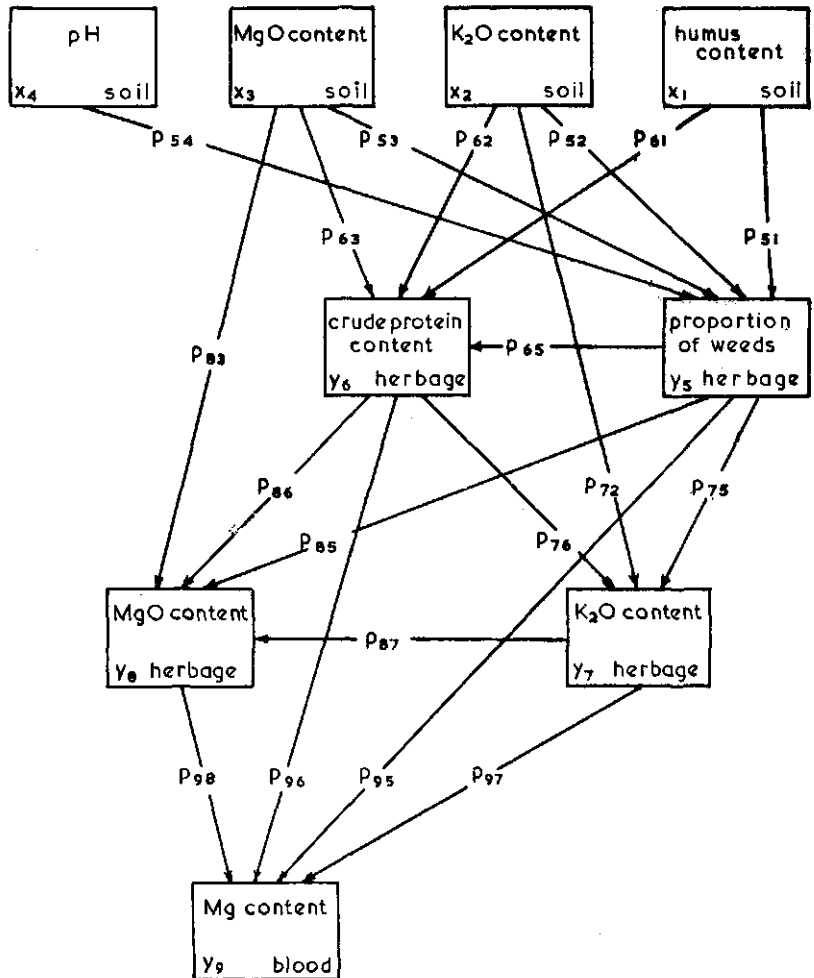 pH
x₄ soil
MgO content
x₃ soil
K₂O content
x₂ soil
humus
content
x₁ soil
p₅₄
p₅₃
p₆₂
p₅₂
p₆₁
p₆₃
p₅₁
p₈₃
crude protein
content
y₆ herbage
p₆₅
proportion
of weeds
y₅ herbage
p₈₆
p₈₅
p₇₆
p₇₂
p₇₅
MgO content
y₈ herbage
p₈₇
K₂O content
y₇ herbage
p₉₈
p₉₆
p₉₅
p₉₇
Mg content
y₉ blood